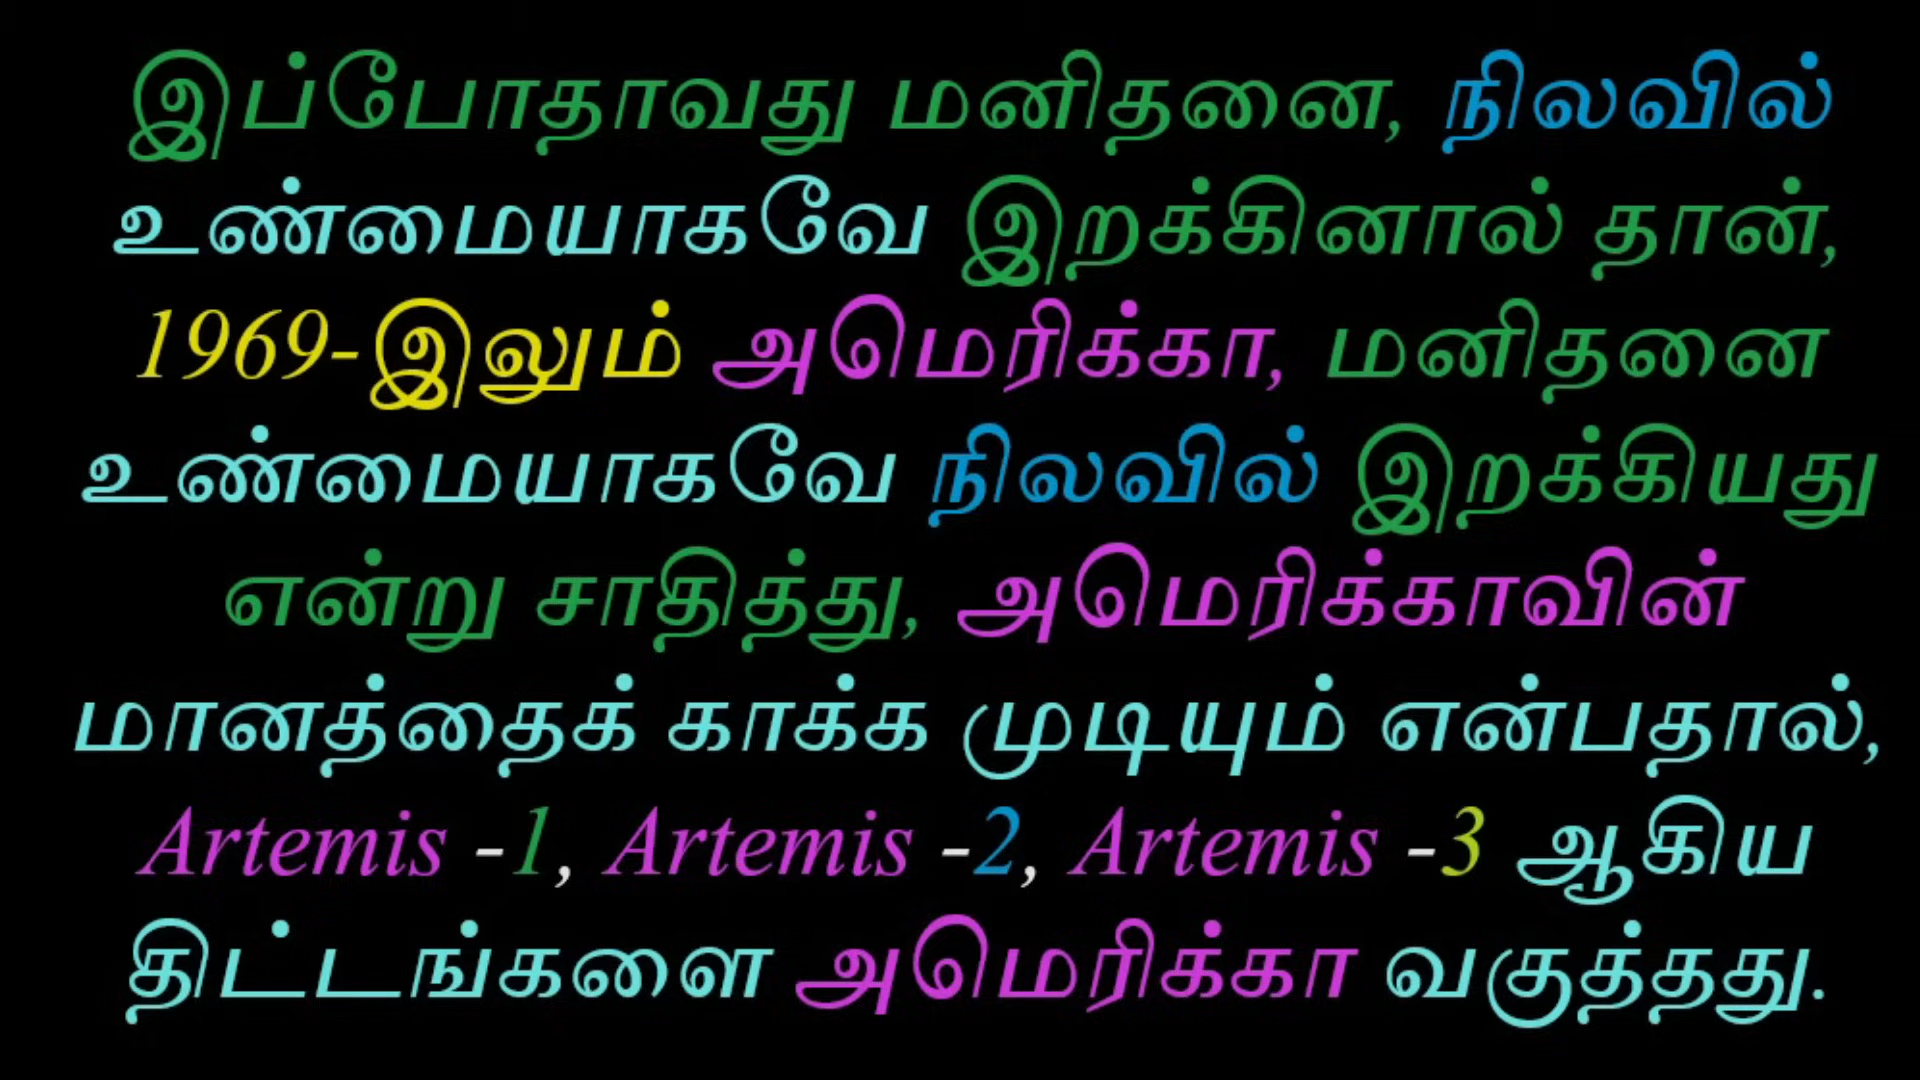 இப்போதாவது மனிதனை, நிலவில்
உண்மையாகவே இறக்கினால் தான்,
1969-இலும் அமெரிக்கா, மனிதனை
உண்மையாகவே நிலவில் இறக்கியது
என்று சாதித்து, அமெரிக்காவின்
மானத்தைக் காக்க முடியும் என்பதால்,
Artemis -1, Artemis -2, Artemis -3 ஆகிய
திட்டங்களை அமெரிக்கா வகுத்தது.